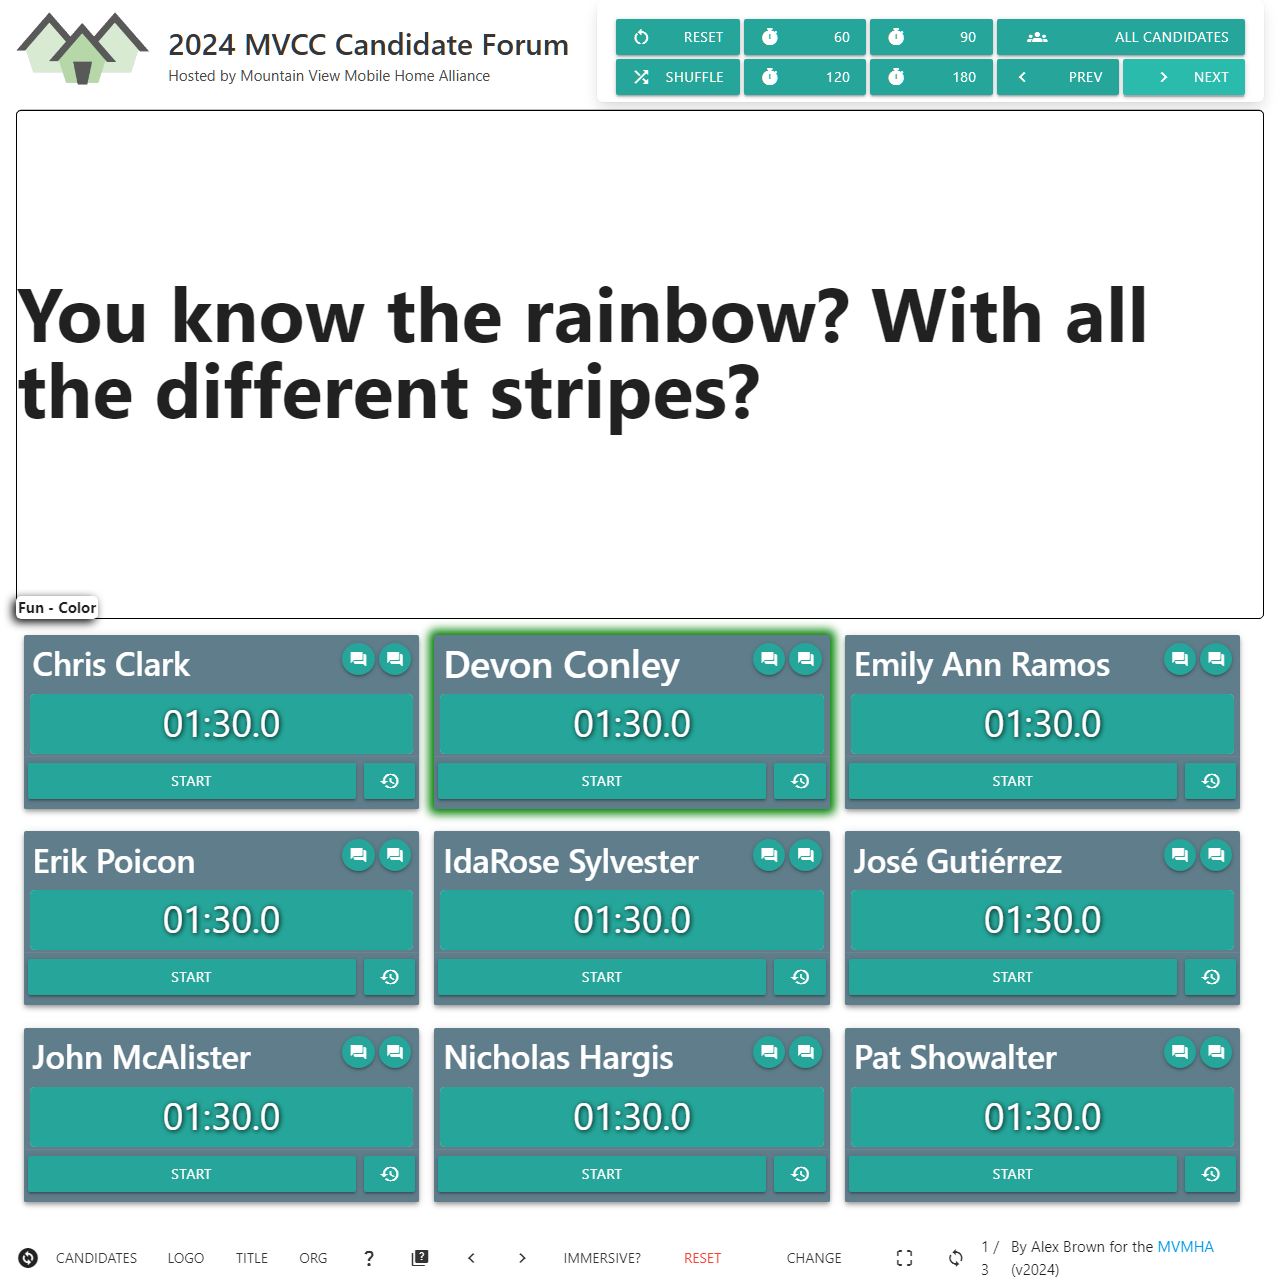 2024 MVCC Candidate Forum
Hosted by Mountain View Mobile Home Alliance
RESET 60 90 ALL CANDIDATES
SHUFFLE 120 180 PREV NEXT
You know the rainbow? With all
the different stripes?
Fun - Color
Chris Clark Devon Conley Emily Ann Ramos
01:30.0 01:30.0 01:30.0
START START START
Erik Poicon IdaRose Sylvester José Gutiérrez
01:30.0 01:30.0 01:30.0
START START START
John McAlister Nicholas Hargis Pat Showalter
01:30.0 01:30.0 01:30.0
START START START
CANDIDATES LOGO TITLE ORG ? IMMERSIVE? RESET CHANGE 1 / By Alex Brown for the MVMHA
3 (v2024)